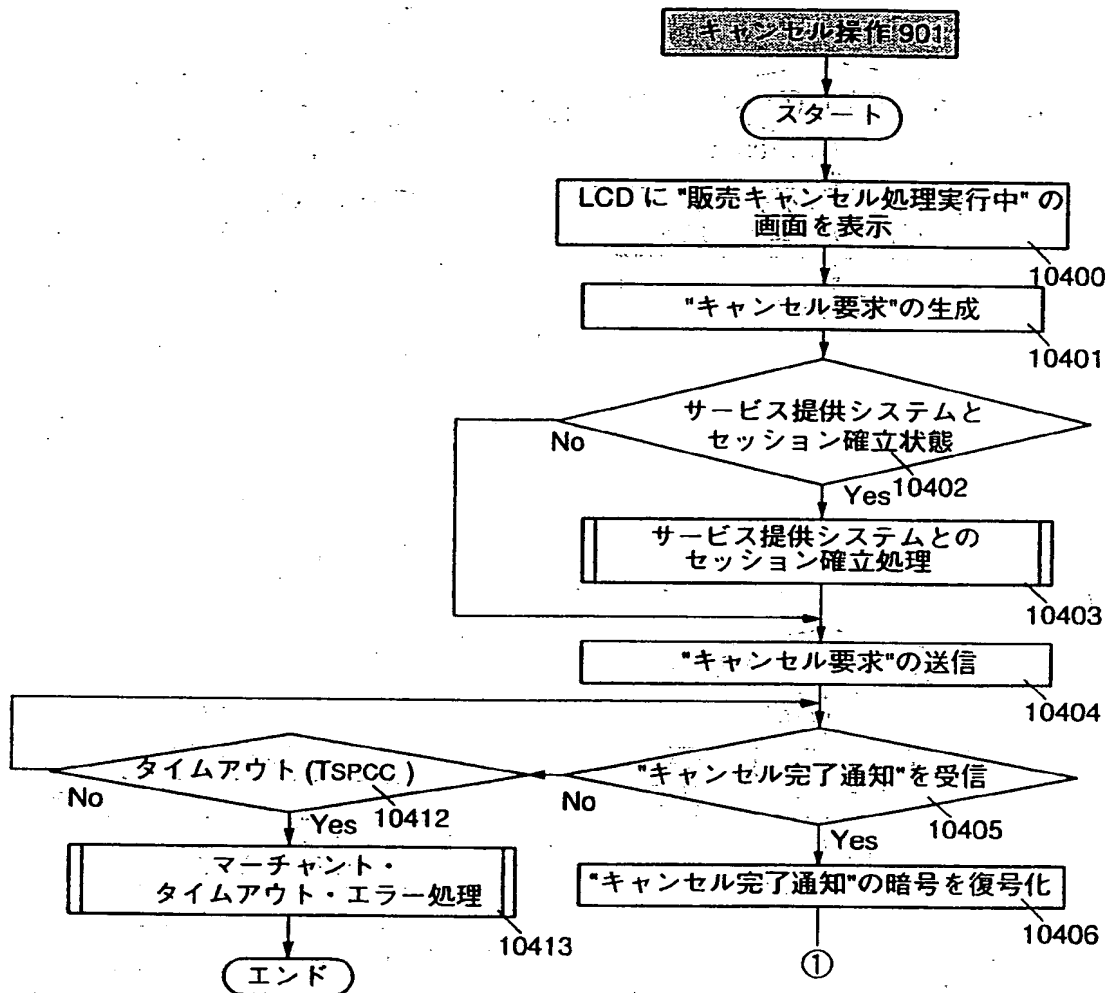 キャンセル操作 901
スタート
LCD に "販売キャンセル処理実行中" の
画面を表示
10400
"キャンセル要求"の生成
10401
サービス提供システムと
セッション確立状態
No
10402
Yes
サービス提供システムとの
セッション確立処理
10403
"キャンセル要求"の送信
10404
"キャンセル完了通知"を受信
No
10405
Yes
タイムアウト (TSPCC)
No
10412
Yes
マーチャント・
タイムアウト・エラー処理
10413
エンド
"キャンセル完了通知"の暗号を復号化
10406
①